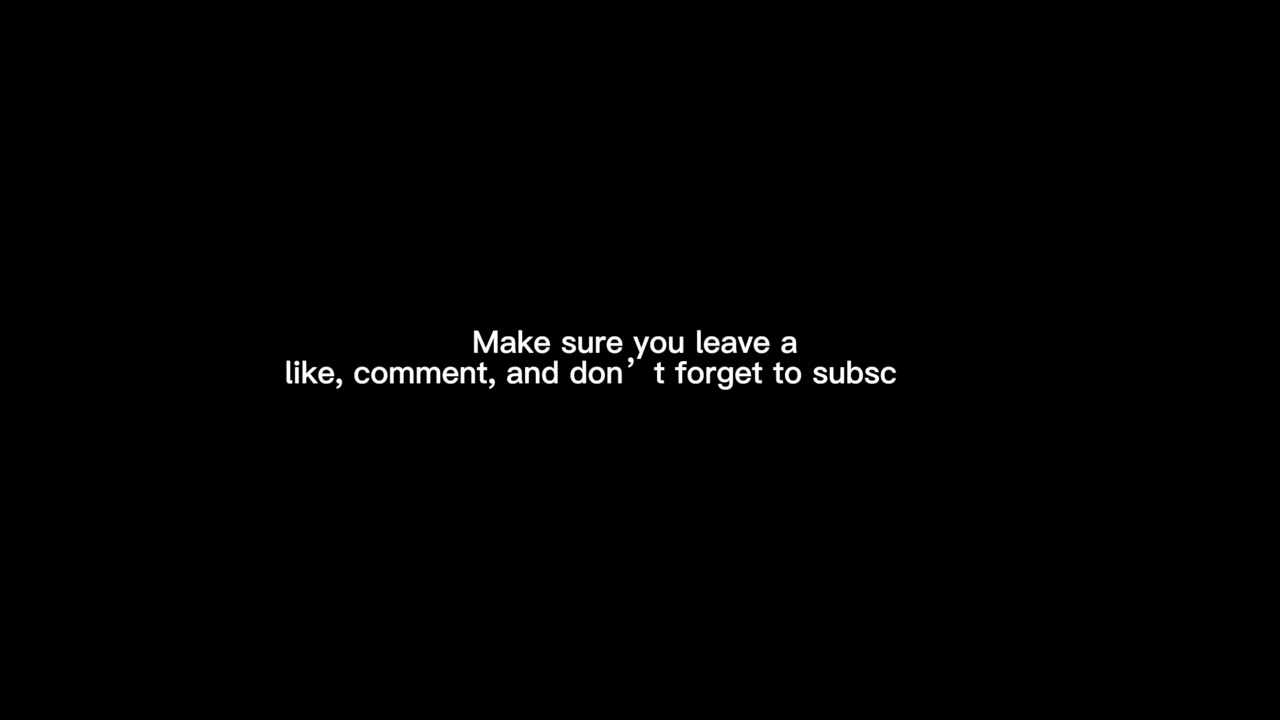 Make sure you leave a
like, comment, and don’t forget to subsc